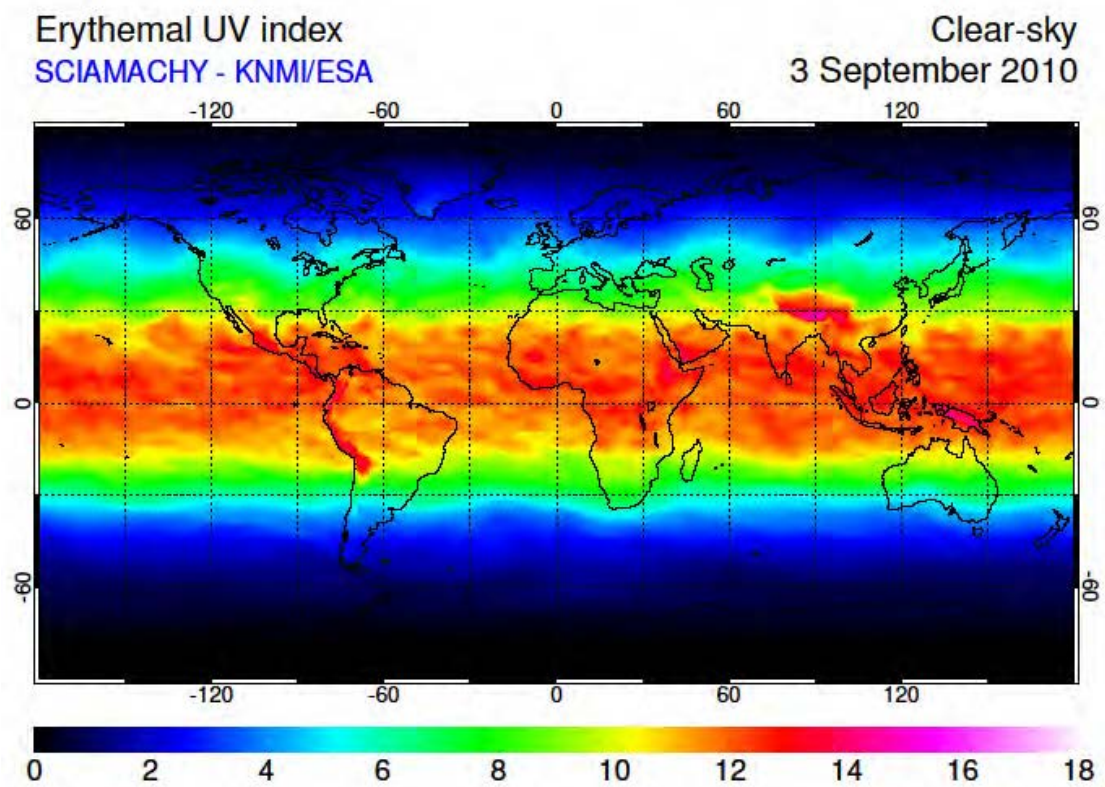 Erythemal UV index
Clear-sky
SCIAMACHY - KNMI/ESA
3 September 2010
-120 -60 0 60 120
60 60
0 0
-60 -60
-120 -60 0 60 120
0 2 4 6 8 10 12 14 16 18